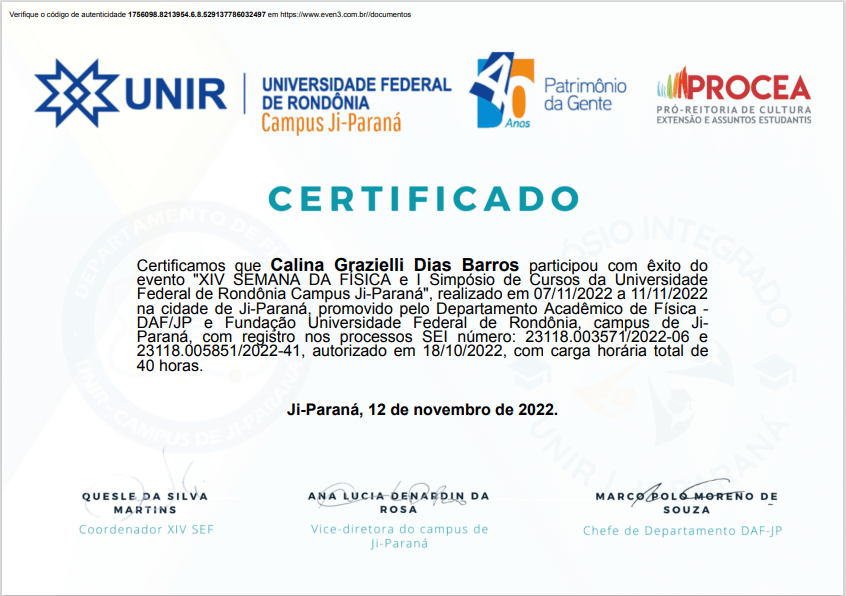 Verifique o código de autenticidade 1756098.8213954.6.8.529137786032497 em https://www.even3.com.br//documentos
UNIR
UNIVERSIDADE FEDERAL
DE RONDÔNIA
Campus Ji-Paraná
40
Anos
Patrimônio
da Gente
PROCEA
PRÓ-REITORIA DE CULTURA
EXTENSÃO E ASSUNTOS ESTUDANTIS
CERTIFICADO
Certificamos que Calina Grazielli Dias Barros participou com êxito do
evento "XIV SEMANA DA FÍSICA e I Simpósio de Cursos da Universidade
Federal de Rondônia Campus Ji-Paraná", realizado em 07/11/2022 a 11/11/2022
na cidade de Ji-Paraná, promovido pelo Departamento Acadêmico de Física -
DAF/JP e Fundação Universidade Federal de Rondônia, campus de Ji-
Paraná, com registro nos processos SEI número: 23118.003571/2022-06 e
23118.005851/2022-41, autorizado em 18/10/2022, com carga horária total de
40 horas.
Ji-Paraná, 12 de novembro de 2022.
QUESLE DA SILVA
MARTINS
Coordenador XIV SEF
ANA LUCIA DENARDIN DA
ROSA
Vice-diretora do campus de
Ji-Paraná
MARCO POLO MORENO DE
SOUZA
Chefe de Departamento DAF-JP